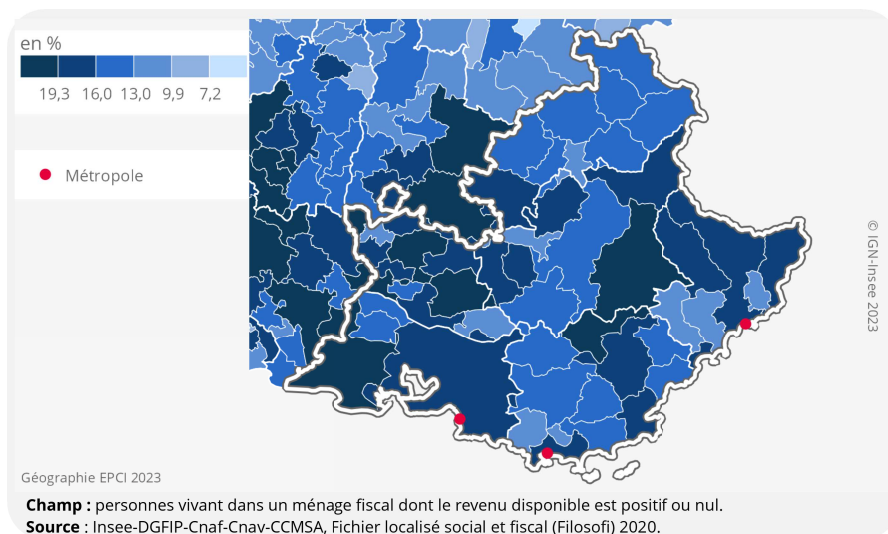 en %
19,3 16,0 13,0 9,9 7,2
Métropole
© IGN-Insee 2023
Géographie EPCI 2023
Champ : personnes vivant dans un ménage fiscal dont le revenu disponible est positif ou nul.
Source : Insee-DGFIP-Cnaf-Cnav-CCMSA, Fichier localisé social et fiscal (Filosofi) 2020.